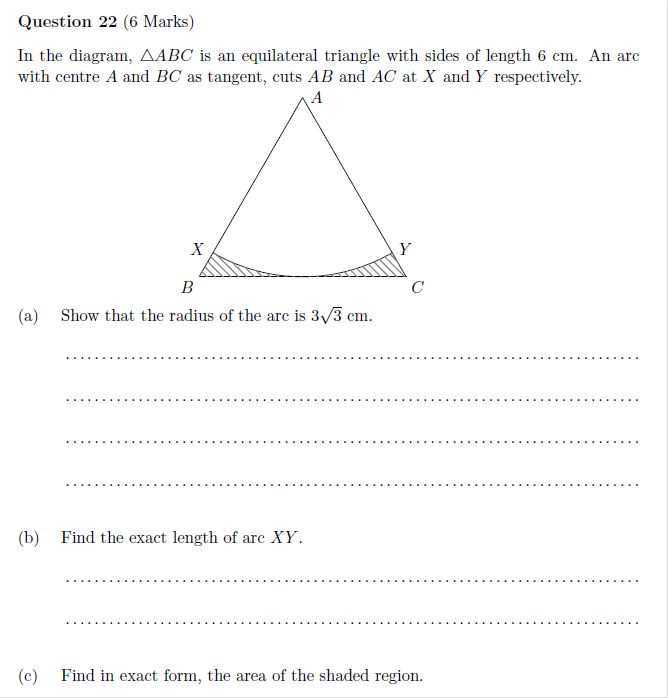 Question 22 (6 Marks)
In the diagram, △ABC is an equilateral triangle with sides of length 6 cm. An arc
with centre A and BC as tangent, cuts AB and AC at X and Y respectively.
A
X Y
B C
(a) Show that the radius of the arc is 3√3 cm.
(b) Find the exact length of arc XY.
(c) Find in exact form, the area of the shaded region.